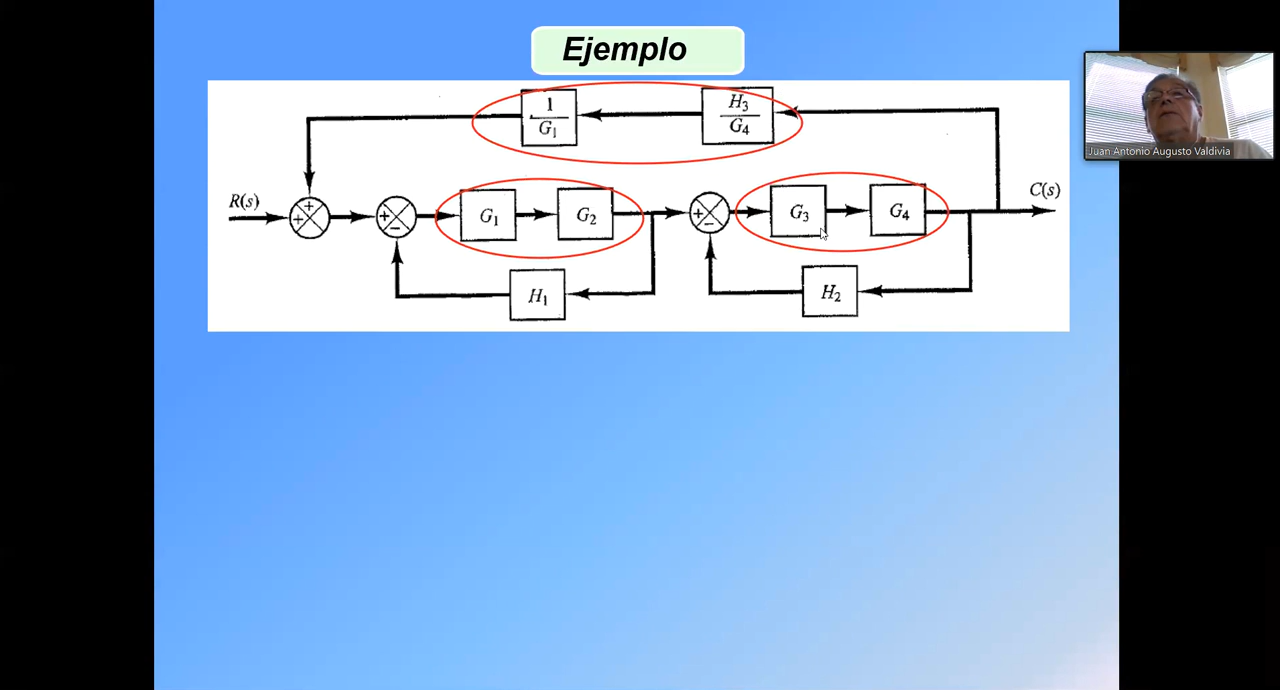 Ejemplo
1
G₁
H₃
G₄
R(s)
+
+
+
−
G₁
G₂
+
−
G₃
G₄
C(s)
H₁
H₂
Juan Antonio Augusto Valdivia